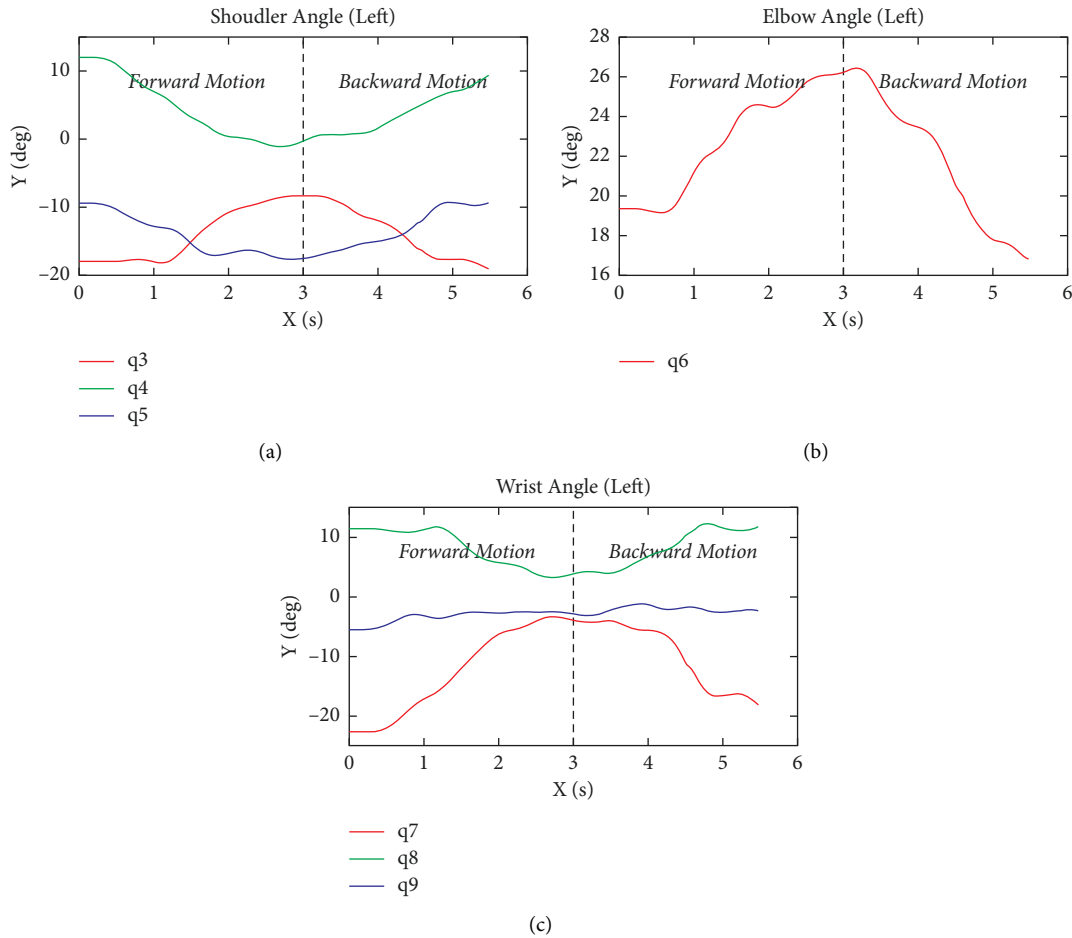 Shoudler Angle (Left)
10
0
–10
–20
Y (deg)
Forward Motion
Backward Motion
0 1 2 3 4 5 6
X (s)
q3
q4
q5
(a)
Elbow Angle (Left)
28
26
24
22
20
18
16
Y (deg)
Forward Motion
Backward Motion
0 1 2 3 4 5 6
X (s)
q6
(b)
Wrist Angle (Left)
10
0
–10
–20
Y (deg)
Forward Motion
Backward Motion
0 1 2 3 4 5 6
X (s)
q7
q8
q9
(c)